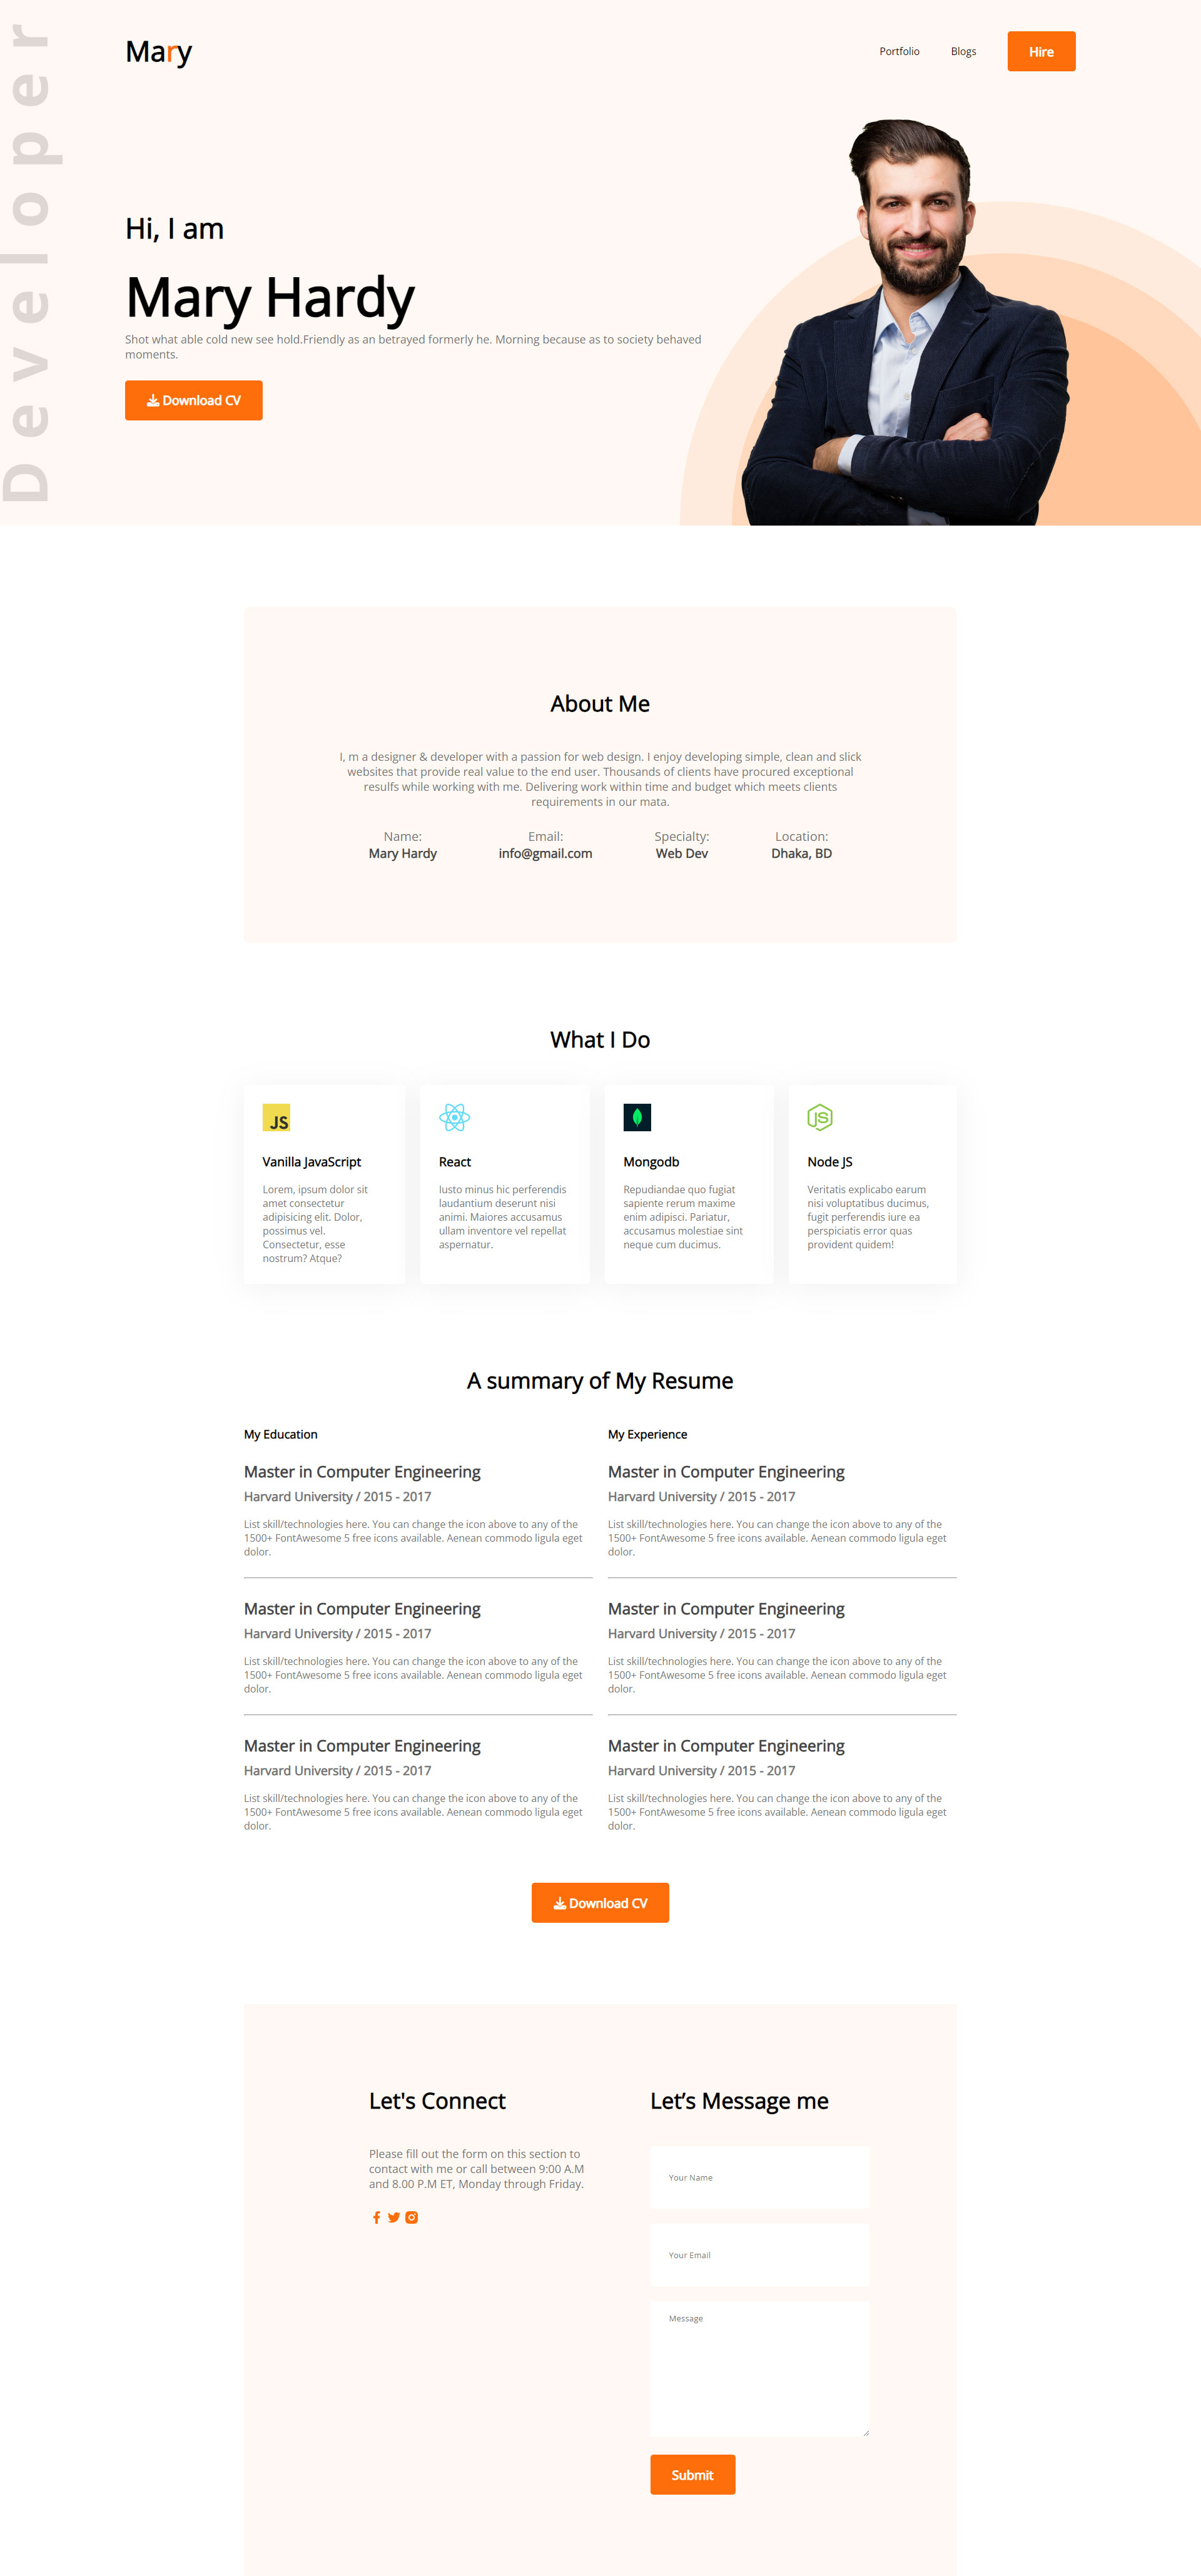 Developer
Mary
Portfolio
Blogs
Hire
Hi, I am
Mary Hardy
Shot what able cold new see hold.Friendly as an betrayed formerly he. Morning because as to society behaved
moments.
Download CV
About Me
I, m a designer & developer with a passion for web design. I enjoy developing simple, clean and slick
websites that provide real value to the end user. Thousands of clients have procured exceptional
resulfs while working with me. Delivering work within time and budget which meets clients
requirements in our mata.
Name:
Mary Hardy
Email:
info@gmail.com
Specialty:
Web Dev
Location:
Dhaka, BD
What I Do
JS
Vanilla JavaScript
Lorem, ipsum dolor sit
amet consectetur
adipisicing elit. Dolor,
possimus vel.
Consectetur, esse
nostrum? Atque?
React
Iusto minus hic perferendis
laudantium deserunt nisi
animi. Maiores accusamus
ullam inventore vel repellat
aspernatur.
Mongodb
Repudiandae quo fugiat
sapiente rerum maxime
enim adipisci. Pariatur,
accusamus molestiae sint
neque cum ducimus.
JS
Node JS
Veritatis explicabo earum
nisi voluptatibus ducimus,
fugit perferendis iure ea
perspiciatis error quas
provident quidem!
A summary of My Resume
My Education
Master in Computer Engineering
Harvard University / 2015 - 2017
List skill/technologies here. You can change the icon above to any of the
1500+ FontAwesome 5 free icons available. Aenean commodo ligula eget
dolor.
Master in Computer Engineering
Harvard University / 2015 - 2017
List skill/technologies here. You can change the icon above to any of the
1500+ FontAwesome 5 free icons available. Aenean commodo ligula eget
dolor.
Master in Computer Engineering
Harvard University / 2015 - 2017
List skill/technologies here. You can change the icon above to any of the
1500+ FontAwesome 5 free icons available. Aenean commodo ligula eget
dolor.
My Experience
Master in Computer Engineering
Harvard University / 2015 - 2017
List skill/technologies here. You can change the icon above to any of the
1500+ FontAwesome 5 free icons available. Aenean commodo ligula eget
dolor.
Master in Computer Engineering
Harvard University / 2015 - 2017
List skill/technologies here. You can change the icon above to any of the
1500+ FontAwesome 5 free icons available. Aenean commodo ligula eget
dolor.
Master in Computer Engineering
Harvard University / 2015 - 2017
List skill/technologies here. You can change the icon above to any of the
1500+ FontAwesome 5 free icons available. Aenean commodo ligula eget
dolor.
Download CV
Let's Connect
Please fill out the form on this section to
contact with me or call between 9:00 A.M
and 8.00 P.M ET, Monday through Friday.
Let’s Message me
Your Name
Your Email
Message
Submit